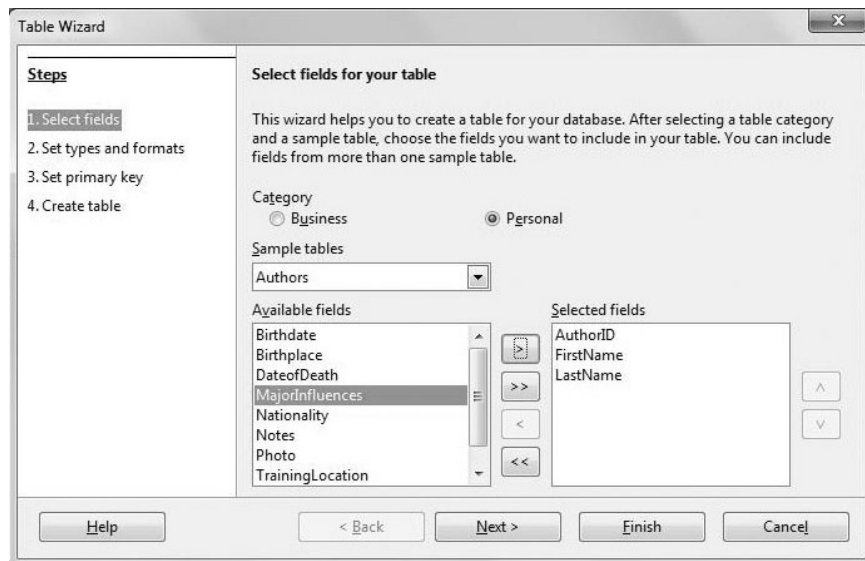 Table Wizard
Steps
1. Select fields
2. Set types and formats
3. Set primary key
4. Create table
Select fields for your table
This wizard helps you to create a table for your database. After selecting a table category
and a sample table, choose the fields you want to include in your table. You can include
fields from more than one sample table.
Category
Business
Personal
Sample tables
Authors
Available fields
Birthdate
Birthplace
DateofDeath
MajorInfluences
Nationality
Notes
Photo
TrainingLocation
>
>>
<
<<
Selected fields
AuthorID
FirstName
LastName
Help
< Back
Next >
Finish
Cancel